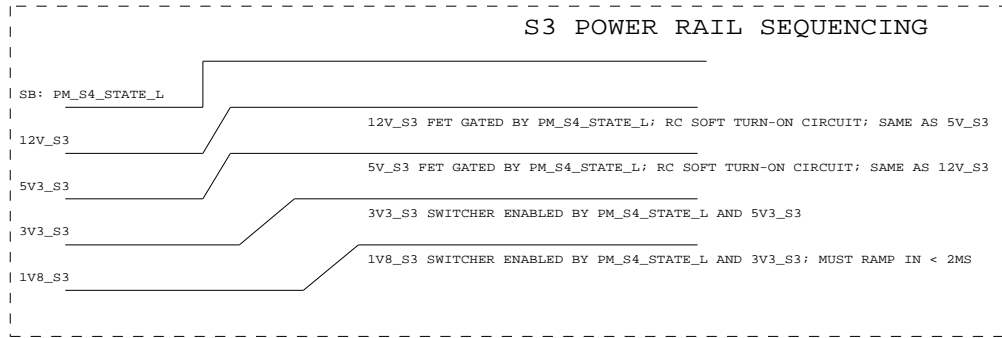 S3 POWER RAIL SEQUENCING
SB: PM_S4_STATE_L
12V_S3 FET GATED BY PM_S4_STATE_L; RC SOFT TURN-ON CIRCUIT; SAME AS 5V_S3
12V_S3
5V_S3 FET GATED BY PM_S4_STATE_L; RC SOFT TURN-ON CIRCUIT; SAME AS 12V_S3
5V3_S3
3V3_S3 SWITCHER ENABLED BY PM_S4_STATE_L AND 5V3_S3
3V3_S3
1V8_S3 SWITCHER ENABLED BY PM_S4_STATE_L AND 3V3_S3; MUST RAMP IN < 2MS
1V8_S3